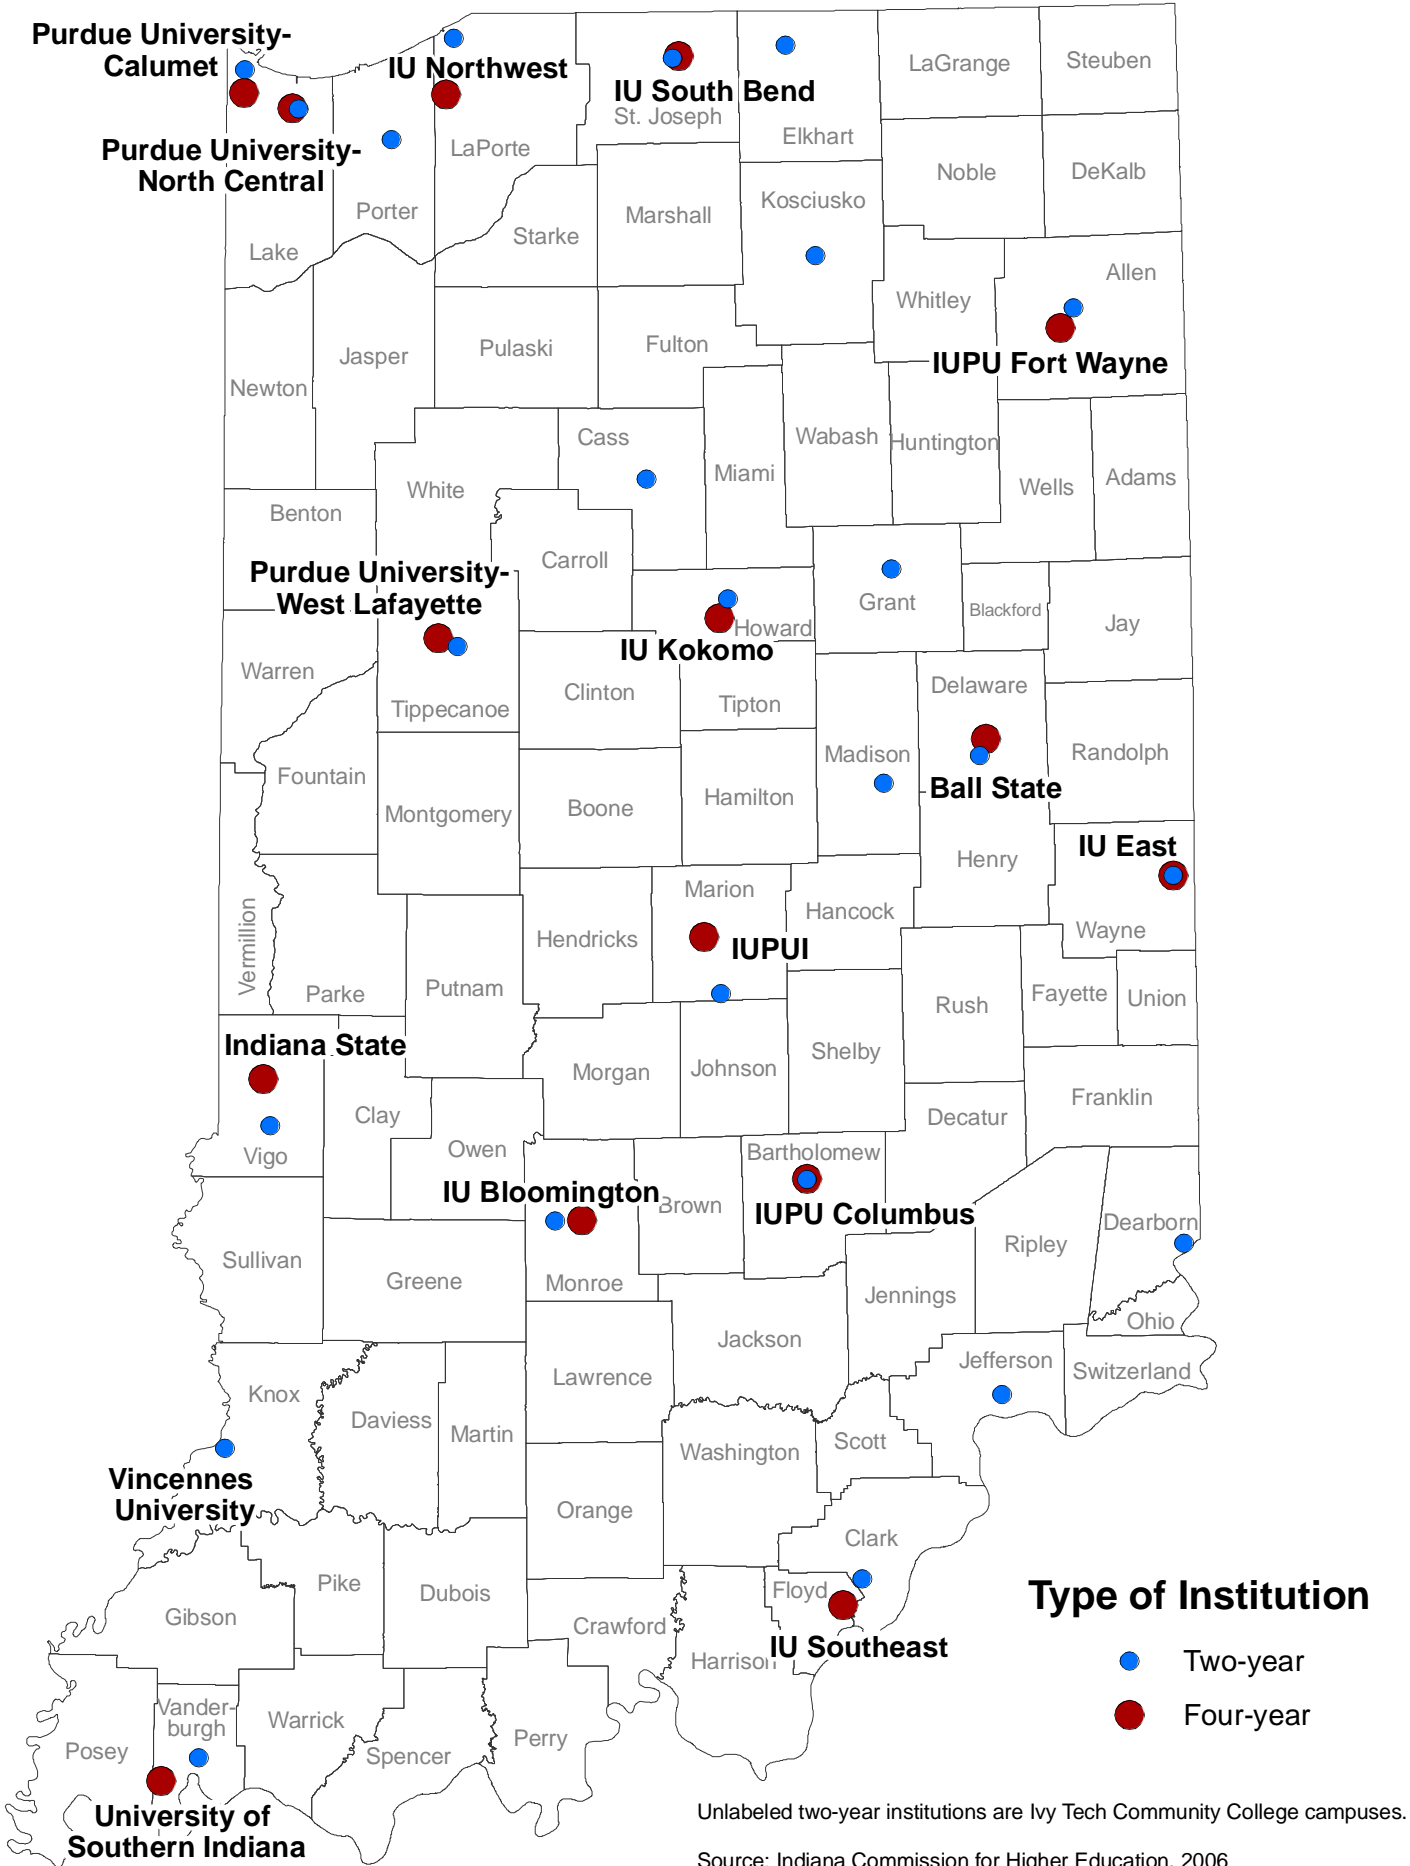 Purdue University-
Calumet
IU Northwest
IU South Bend
St. Joseph
Elkhart
LaGrange
Steuben
Purdue University-
North Central
LaPorte
Noble
DeKalb
Porter
Lake
Starke
Marshall
Kosciusko
Allen
Whitley
IUPU Fort Wayne
Newton
Jasper
Pulaski
Fulton
Cass
Miami
Wabash
Huntington
Wells
Adams
White
Benton
Carroll
Purdue University-
West Lafayette
Grant
Blackford
Jay
Howard
IU Kokomo
Warren
Tippecanoe
Clinton
Tipton
Delaware
Madison
Randolph
Ball State
Fountain
Montgomery
Boone
Hamilton
IU East
Henry
Marion
Hancock
Wayne
Vermillion
Hendricks
IUPUI
Parke
Putnam
Rush
Fayette
Union
Indiana State
Morgan
Johnson
Shelby
Clay
Decatur
Franklin
Vigo
Owen
Bartholomew
IU Bloomington
Brown
IUPU Columbus
Dearborn
Ripley
Sullivan
Greene
Monroe
Jennings
Ohio
Jackson
Jefferson
Switzerland
Knox
Lawrence
Daviess
Martin
Washington
Scott
Vincennes
University
Orange
Clark
Pike
Dubois
Floyd
Gibson
Crawford
Harrison
IU Southeast
Vander-
burgh
Warrick
Posey
Spencer
Perry
University of
Southern Indiana
Type of Institution
Two-year
Four-year
Unlabeled two-year institutions are Ivy Tech Community College campuses.
Source: Indiana Commission for Higher Education, 2006